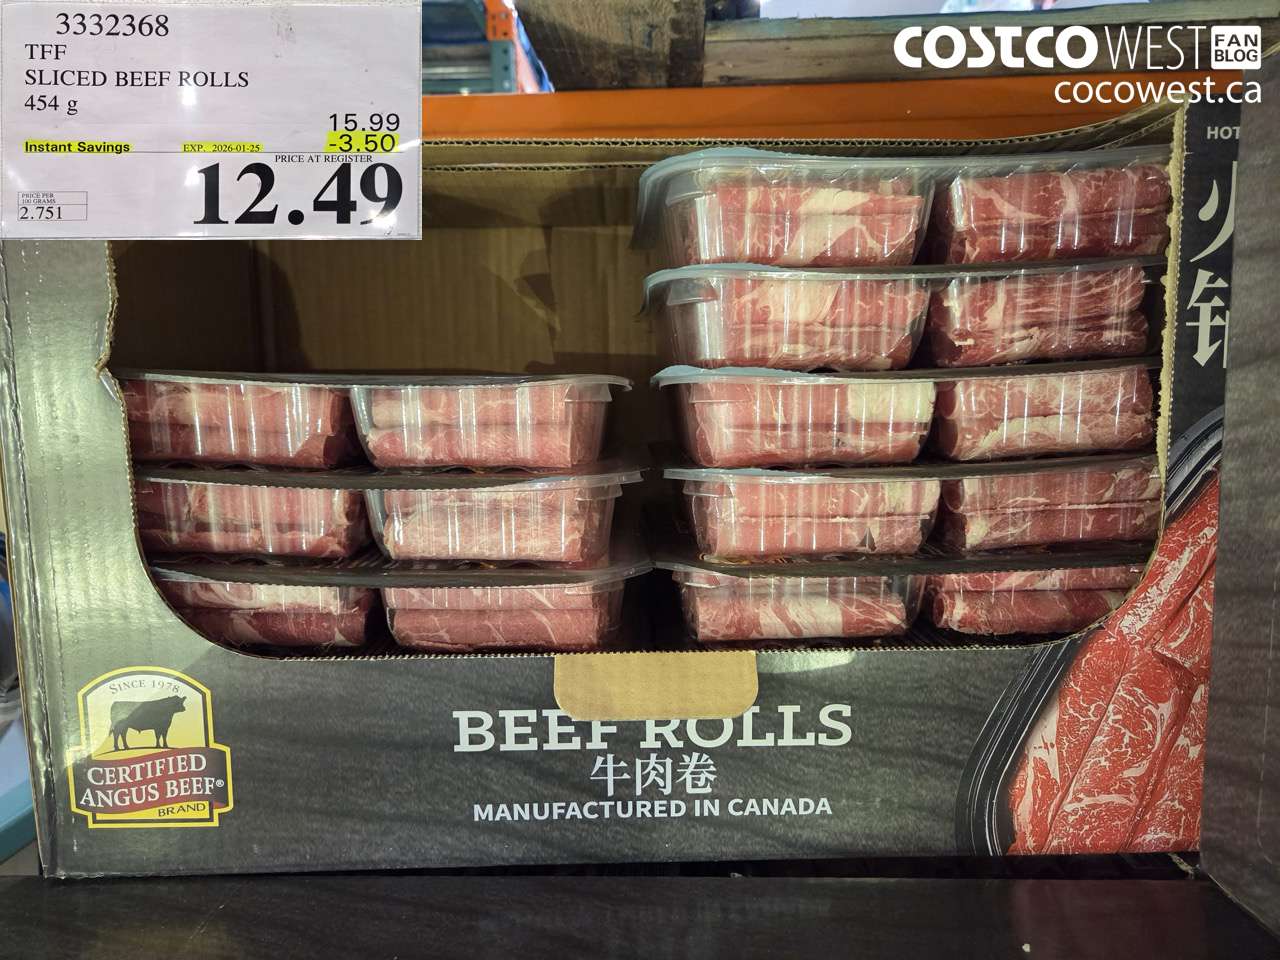 3332368
TFF
SLICED BEEF ROLLS
454 g
15.99
Instant Savings EXP. 2026-01-25 -3.50
PRICE AT REGISTER
12.49
PRICE PER
100 GRAMS
2.751
COSTCO WEST FAN BLOG
cocowest.ca
HOT
火
锅
SINCE 1978
CERTIFIED
ANGUS BEEF®
BRAND
BEEF ROLLS
牛肉卷
MANUFACTURED IN CANADA